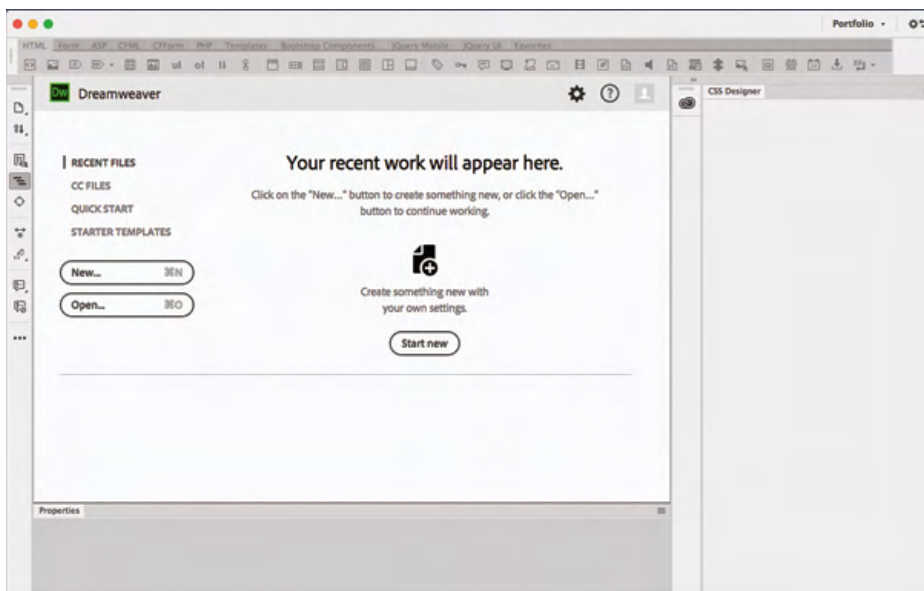 Portfolio
HTML Form ASP CFML CFForm PHP Templates Bootstrap Components jQuery Mobile jQuery UI Favorites
ul ol li
Dw Dreamweaver
CSS Designer
RECENT FILES
CC FILES
QUICK START
STARTER TEMPLATES
New... ⌘N
Open... ⌘O
Your recent work will appear here.
Click on the "New..." button to create something new, or click the "Open..."
button to continue working.
Create something new with
your own settings.
Start new
Properties